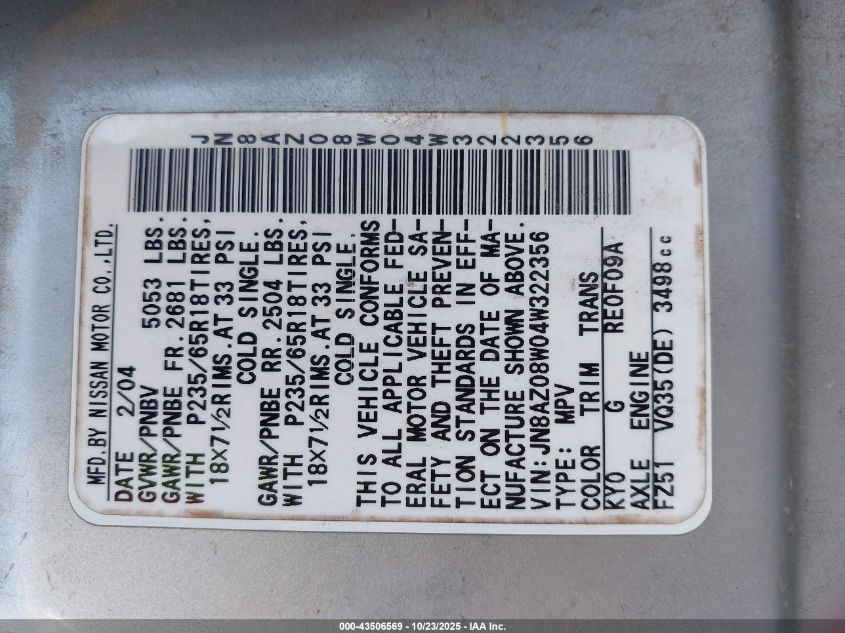 JN8AZ08W04W322356
MFD.BY NISSAN MOTOR CO.,LTD.
DATE 2/04
GVWR/PNBV 5053 LBS.
GAWR/PNBE FR. 2681 LBS.
WITH P235/65R18TIRES,
18X71/2RIMS.AT 33 PSI
COLD SINGLE.
GAWR/PNBE RR. 2504 LBS.
WITH P235/65R18TIRES,
18X71/2RIMS.AT 33 PSI
COLD SINGLE.
THIS VEHICLE CONFORMS
TO ALL APPLICABLE FED-
ERAL MOTOR VEHICLE SA-
FETY AND THEFT PREVEN-
TION STANDARDS IN EFF-
ECT ON THE DATE OF MA-
NUFACTURE SHOWN ABOVE.
VIN:JN8AZ08W04W322356
TYPE: MPV
COLOR TRIM TRANS
KY0 G RE0F09A
AXLE ENGINE
FZ51 VQ35(DE) 3498cc
000-43506569 | 10/23/2025 - IAA Inc.